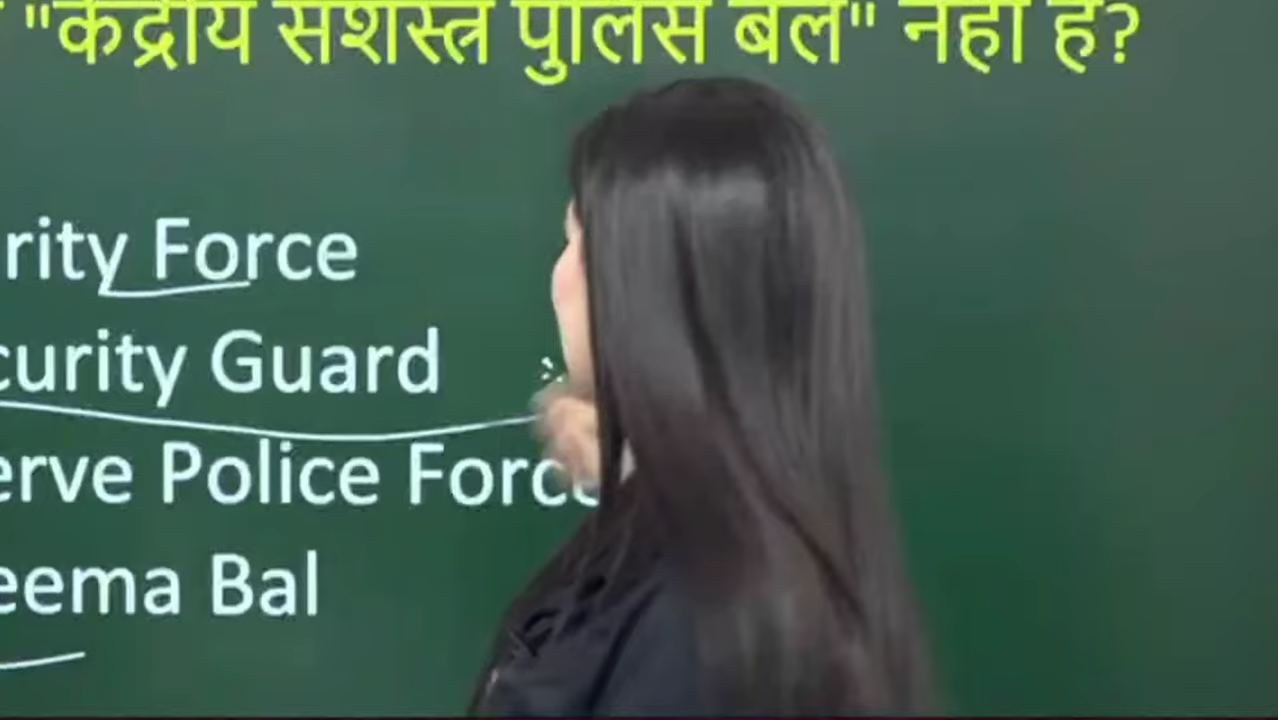 "केंद्रीय सशस्त्र पुलिस बल" नहीं है?
rity Force
curity Guard
erve Police Force
eema Bal